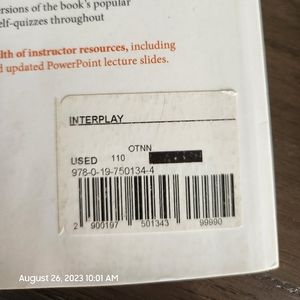 ersions of the book's popular
elf-quizzes throughout
lth of instructor resources, including
d updated PowerPoint lecture slides.
INTERPLAY
OTNN
USED 110
978-0-19-750134-4
2 900197 501343 99990
August 26, 2023 10:01 AM